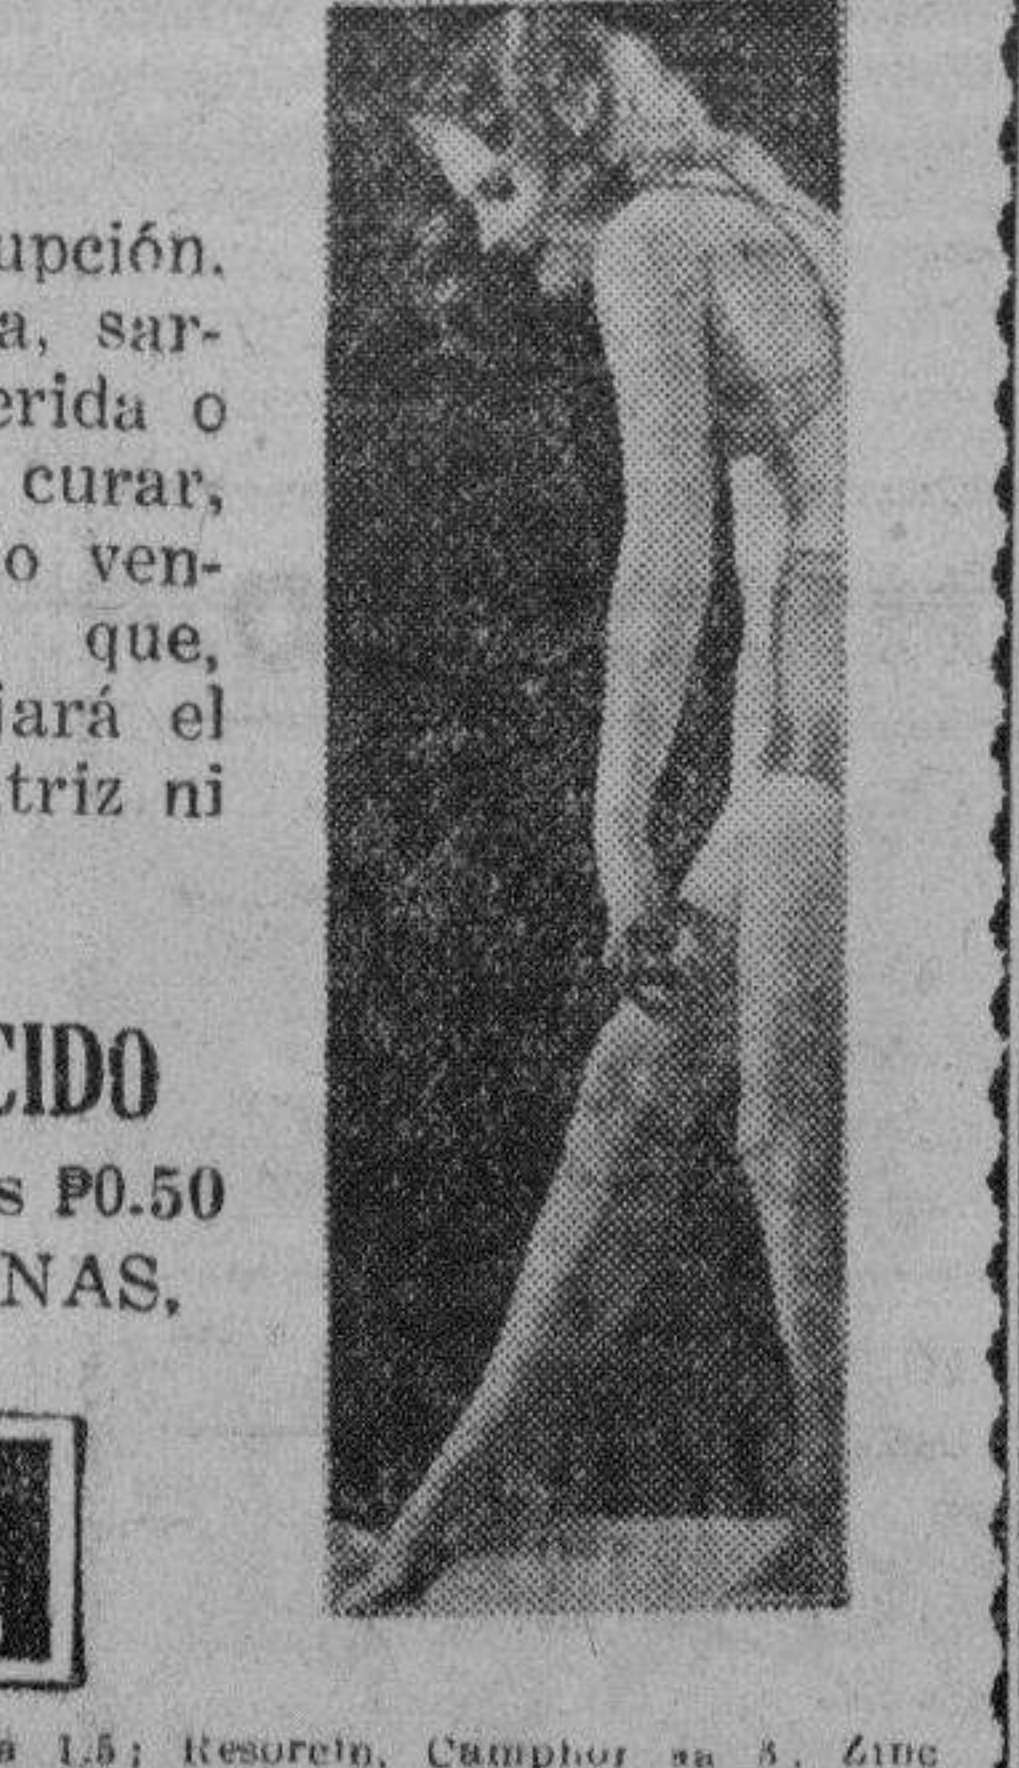 upción.
a, sar-
erida o
curar,
o ven-
que,
jará el
triz ni
CIDO
s ₱0.50
NAS,
a 1.5; Resorcin, Camphor aa 3. Zinc